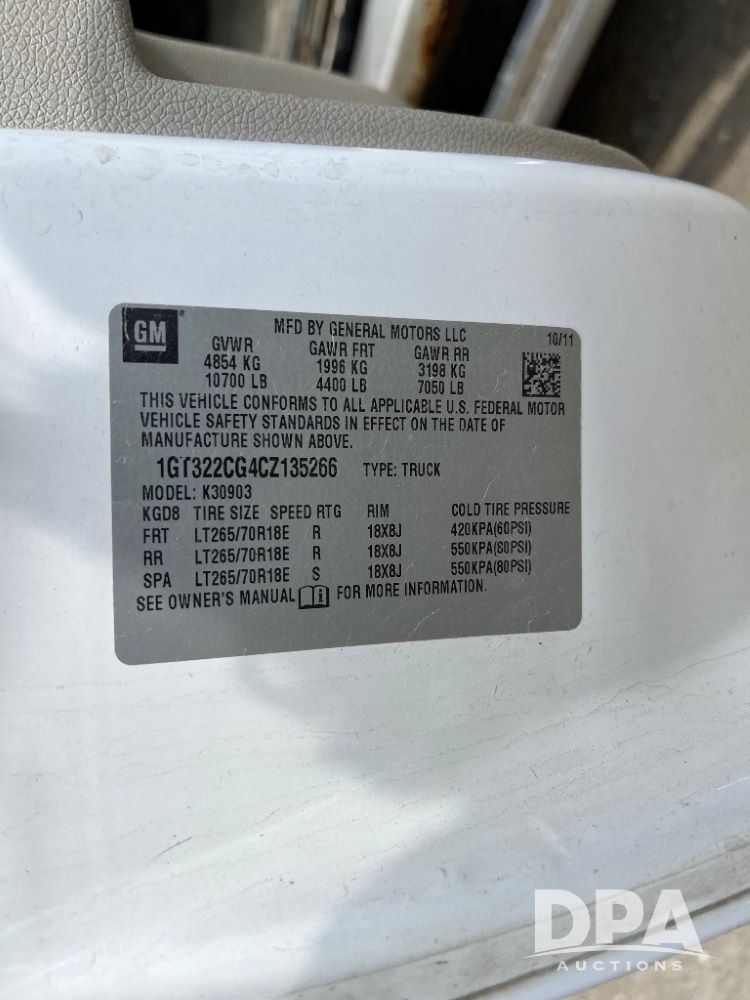 GM
MFD BY GENERAL MOTORS LLC
10/11
GVWR GAWR FRT GAWR RR
4854 KG 1996 KG 3198 KG
10700 LB 4400 LB 7050 LB
THIS VEHICLE CONFORMS TO ALL APPLICABLE U.S. FEDERAL MOTOR
VEHICLE SAFETY STANDARDS IN EFFECT ON THE DATE OF
MANUFACTURE SHOWN ABOVE.
1GT322CG4CZ135266 TYPE: TRUCK
MODEL: K30903
KGD8 TIRE SIZE SPEED RTG RIM COLD TIRE PRESSURE
FRT LT265/70R18E R 18X8J 420KPA(60PSI)
RR LT265/70R18E R 18X8J 550KPA(80PSI)
SPA LT265/70R18E S 18X8J 550KPA(80PSI)
SEE OWNER'S MANUAL i FOR MORE INFORMATION.
DPA
AUCTIONS